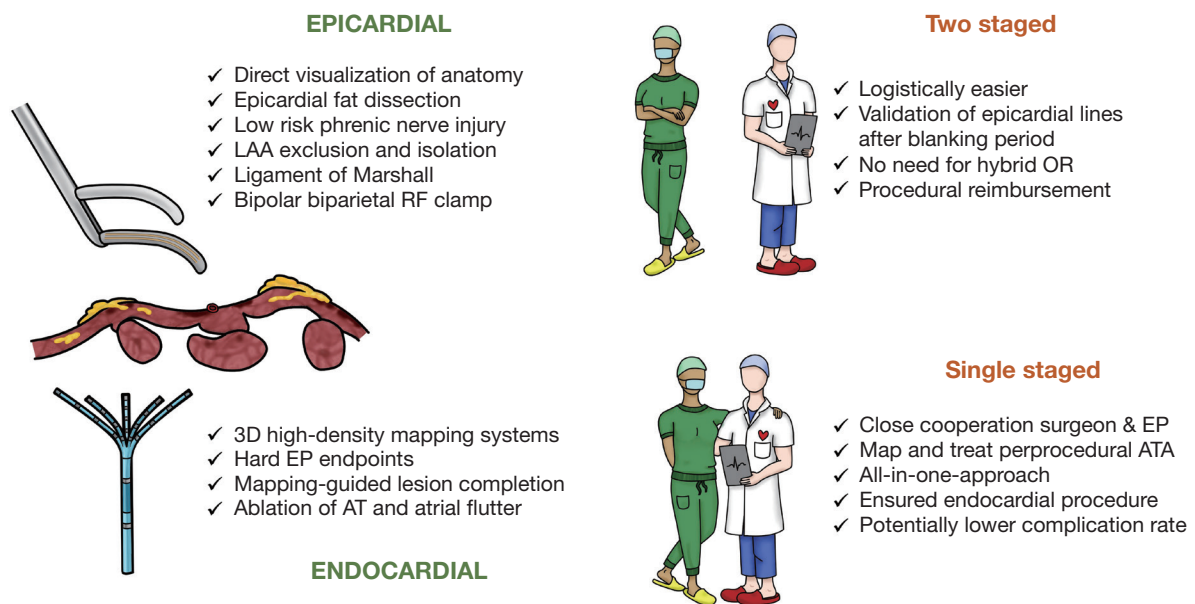 EPICARDIAL
✓ Direct visualization of anatomy
✓ Epicardial fat dissection
✓ Low risk phrenic nerve injury
✓ LAA exclusion and isolation
✓ Ligament of Marshall
✓ Bipolar biparietal RF clamp
✓ 3D high-density mapping systems
✓ Hard EP endpoints
✓ Mapping-guided lesion completion
✓ Ablation of AT and atrial flutter
ENDOCARDIAL
Two staged
✓ Logistically easier
✓ Validation of epicardial lines
after blanking period
✓ No need for hybrid OR
✓ Procedural reimbursement
Single staged
✓ Close cooperation surgeon & EP
✓ Map and treat perprocedural ATA
✓ All-in-one-approach
✓ Ensured endocardial procedure
✓ Potentially lower complication rate